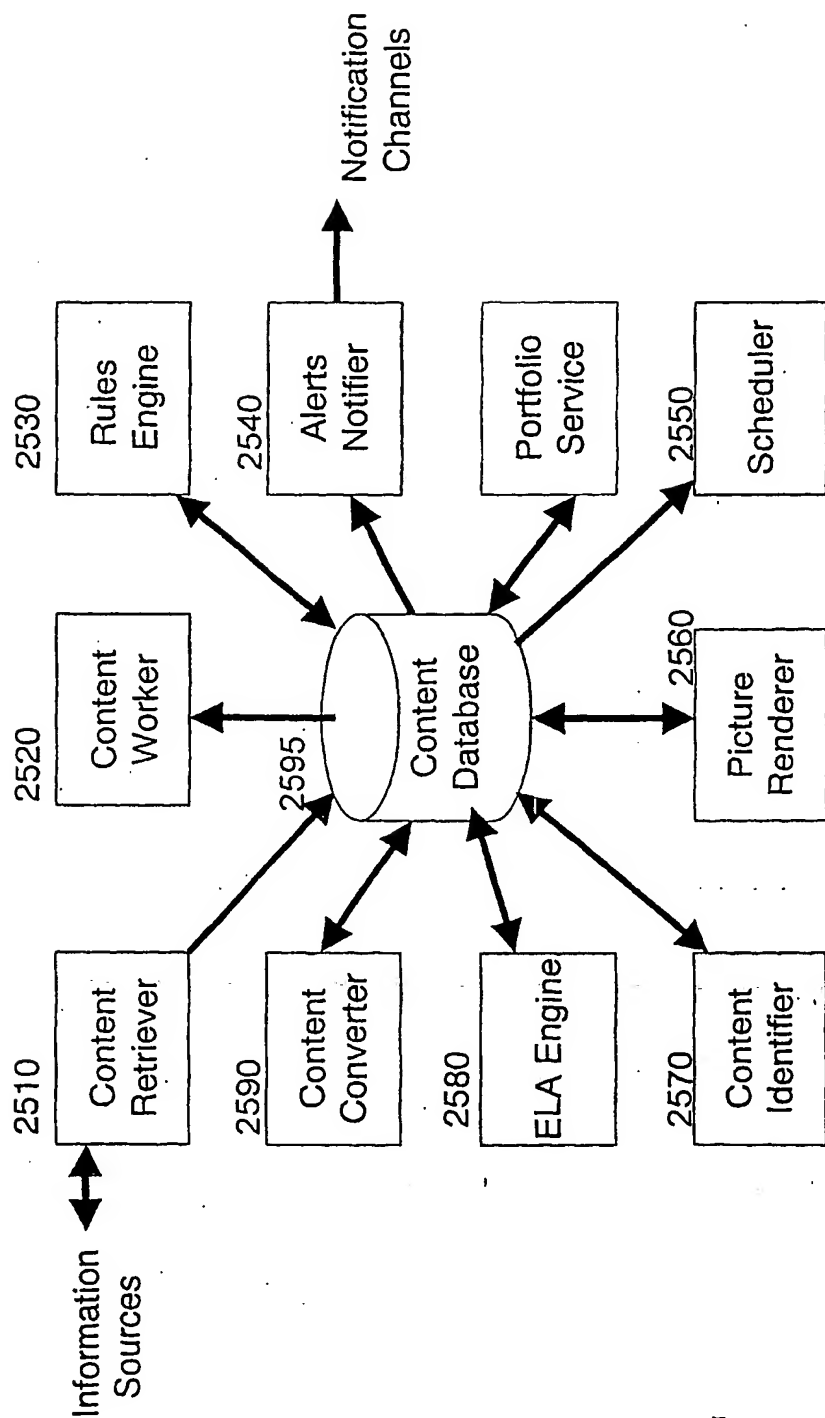 Information
Sources
2510
Content
Retriever
2520
Content
Worker
2530
Rules
Engine
2590
Content
Converter
2595
Content
Database
2540
Alerts
Notifier
Notification
Channels
2580
ELA Engine
Portfolio
Service
2570
Content
Identifier
2560
Picture
Renderer
2550
Scheduler